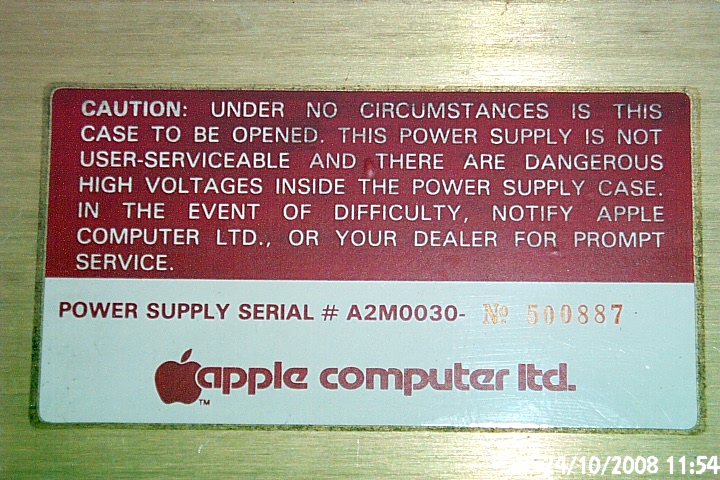 CAUTION: UNDER NO CIRCUMSTANCES IS THIS
CASE TO BE OPENED. THIS POWER SUPPLY IS NOT
USER-SERVICEABLE AND THERE ARE DANGEROUS
HIGH VOLTAGES INSIDE THE POWER SUPPLY CASE.
IN THE EVENT OF DIFFICULTY, NOTIFY APPLE
COMPUTER LTD., OR YOUR DEALER FOR PROMPT
SERVICE.
POWER SUPPLY SERIAL # A2M0030- Nº 500887
apple computer ltd.
TM
4/10/2008 11:54